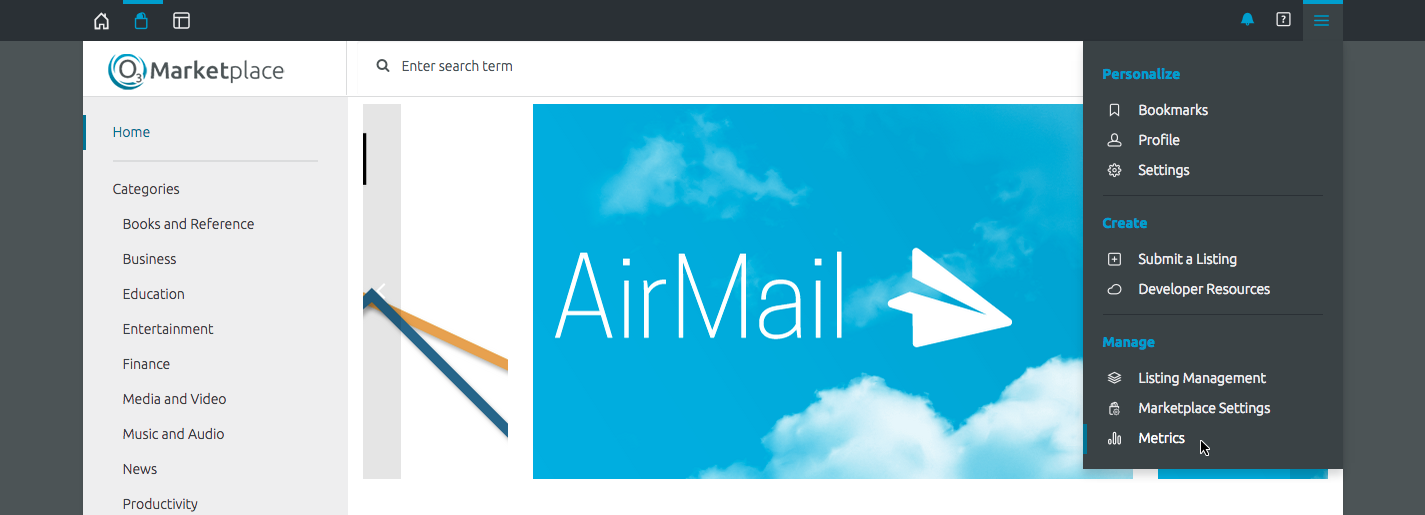 ?
O3 Marketplace
Enter search term
Home
Categories
Books and Reference
Business
Education
Entertainment
Finance
Media and Video
Music and Audio
News
Productivity
AirMail
Personalize
Bookmarks
Profile
Settings
Create
Submit a Listing
Developer Resources
Manage
Listing Management
Marketplace Settings
Metrics